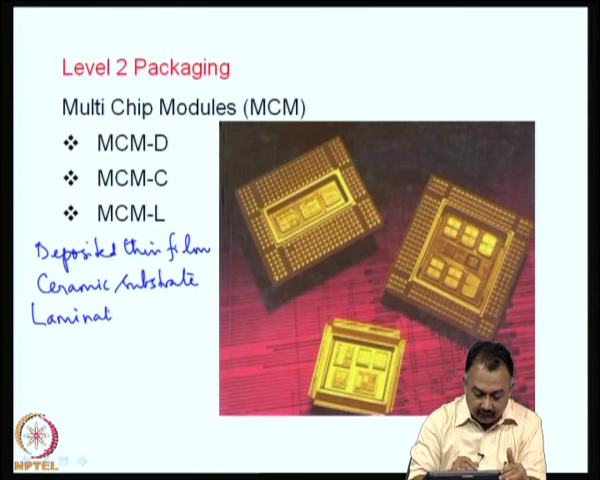 Level 2 Packaging
Multi Chip Modules (MCM)
❖ MCM-D
❖ MCM-C
❖ MCM-L
Deposited thin film
Ceramic substrate
Laminat
NPTEL